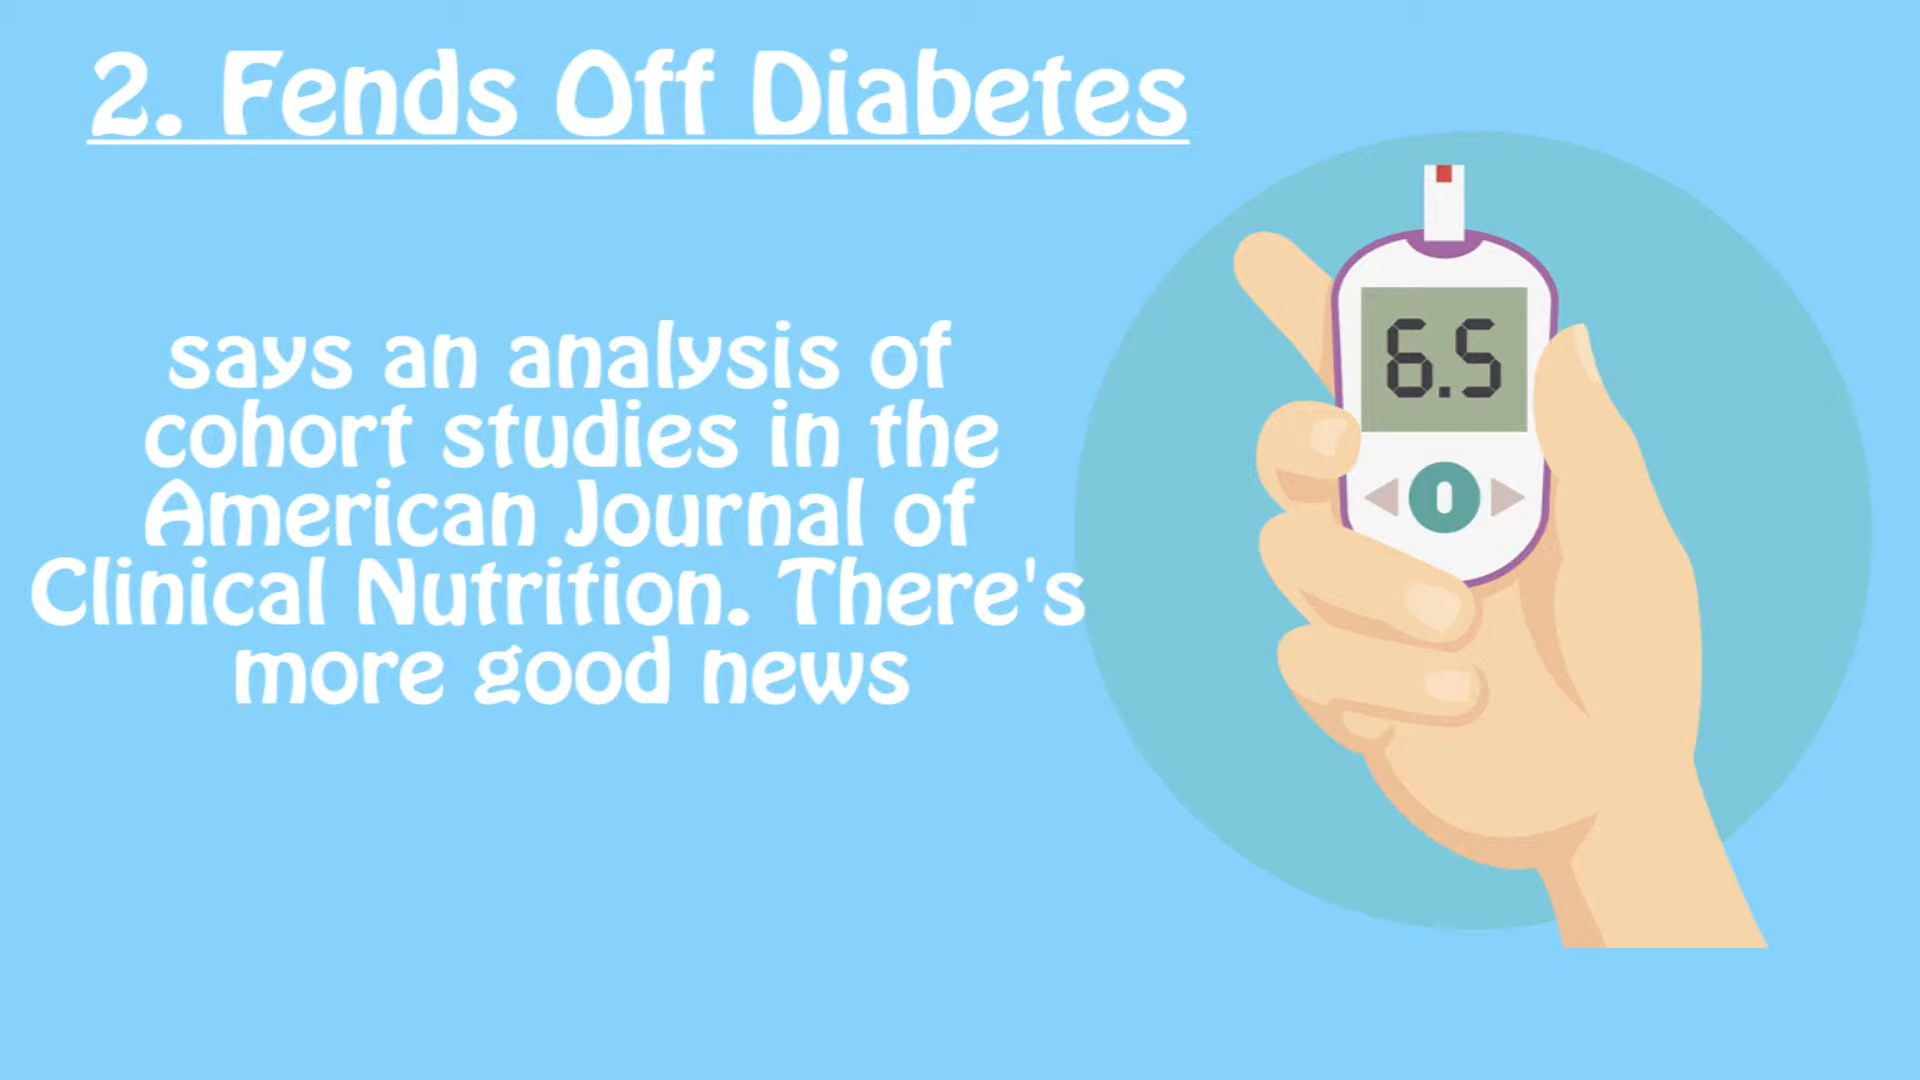 2. Fends Off Diabetes
says an analysis of
cohort studies in the
American Journal of
Clinical Nutrition. There's
more good news
6.5